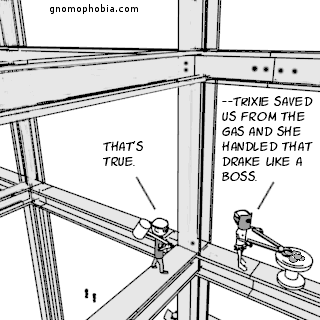 gnomophobia.com
THAT'S
TRUE.
--TRIXIE SAVED
US FROM THE
GAS AND SHE
HANDLED THAT
DRAKE LIKE A
BOSS.